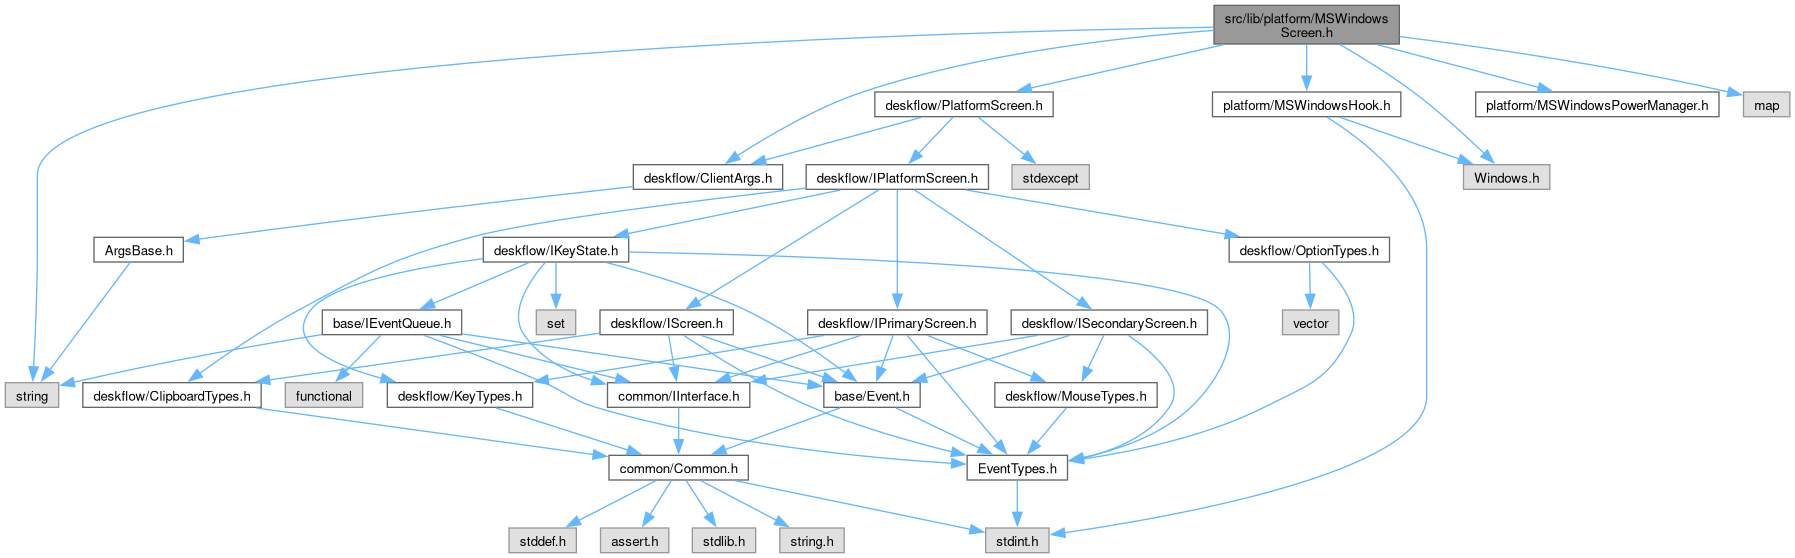 src/lib/platform/MSWindows
Screen.h
deskflow/PlatformScreen.h
platform/MSWindowsHook.h
platform/MSWindowsPowerManager.h
map
deskflow/ClientArgs.h
deskflow/IPlatformScreen.h
stdexcept
Windows.h
ArgsBase.h
deskflow/IKeyState.h
deskflow/OptionTypes.h
base/IEventQueue.h
set
deskflow/IScreen.h
deskflow/IPrimaryScreen.h
deskflow/ISecondaryScreen.h
vector
string
deskflow/ClipboardTypes.h
functional
deskflow/KeyTypes.h
common/IInterface.h
base/Event.h
deskflow/MouseTypes.h
common/Common.h
EventTypes.h
stddef.h
assert.h
stdlib.h
string.h
stdint.h